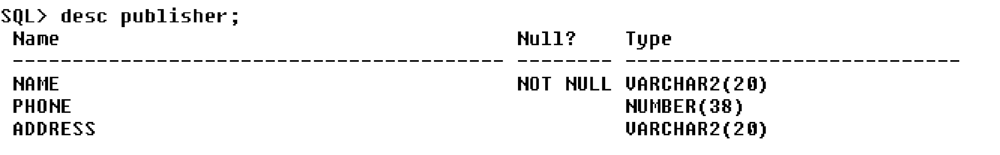 SQL> desc publisher;
 Name                                      Null?    Type
 ----------------------------------------- -------- ----------------------------
 NAME                                      NOT NULL VARCHAR2(20)
 PHONE                                              NUMBER(38)
 ADDRESS                                            VARCHAR2(20)